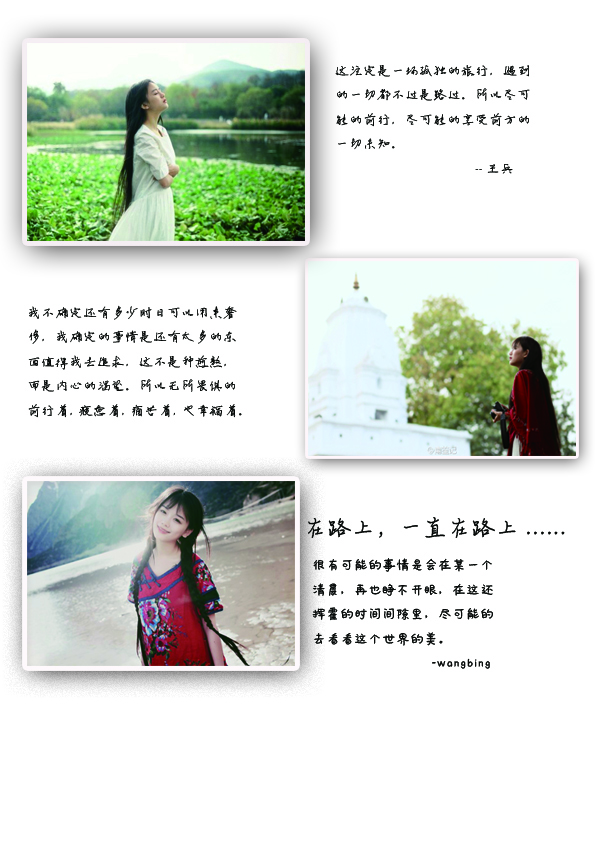 这注定是一场孤独的旅行，遇到
的一切都不过是路过。所以尽可
能的前行，尽可能的享受前方的
一切未知。
-- 王兵
我不确定还有多少时日可以用来奢
侈，我确定的事情是还有太多的东
西值得我去追求，这不是种煎熬，
而是内心的渴望。所以无所畏惧的
前行着，疲惫着，痛苦着，也幸福着。
在路上，一直在路上 ......
很有可能的事情是会在某一个
清晨，再也睁不开眼，在这还
挥霍的时间间隙里，尽可能的
去看看这个世界的美。
-wangbing